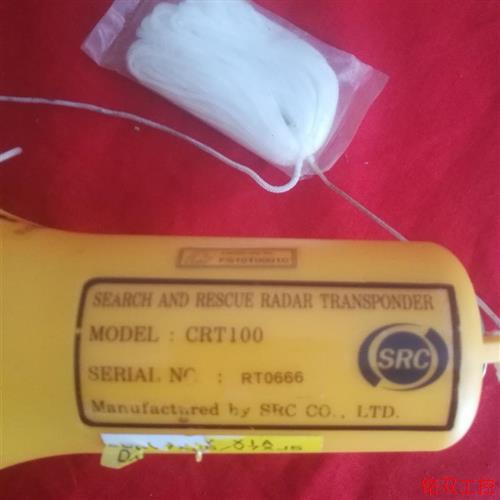 SEARCH AND RESCUE RADAR TRANSPONDER
MODEL : CRT100
SRC
SERIAL NO. : RT0666
Manufactured by SRC CO., LTD.